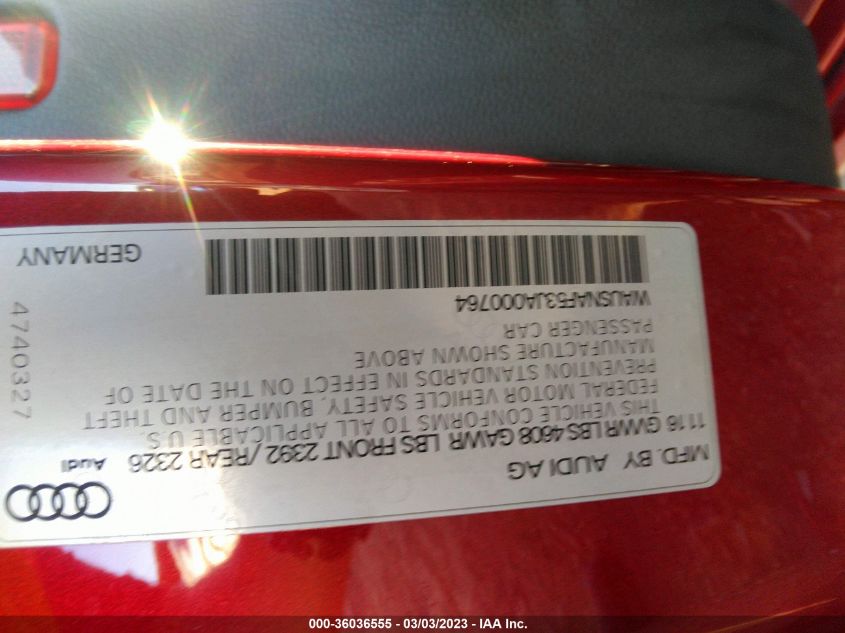 MFD. BY AUDI AG
Audi
11 16 GVWR LBS 4608 GAWR LBS FRONT 2392 / REAR 2326
THIS VEHICLE CONFORMS TO ALL APPLICABLE U.S.
FEDERAL MOTOR VEHICLE SAFETY, BUMPER AND THEFT
PREVENTION STANDARDS IN EFFECT ON THE DATE OF
MANUFACTURE SHOWN ABOVE
PASSENGER CAR
4740327
WAUSNAF53JA000764
GERMANY
000-36036555 — 03/03/2023 — IAA Inc.